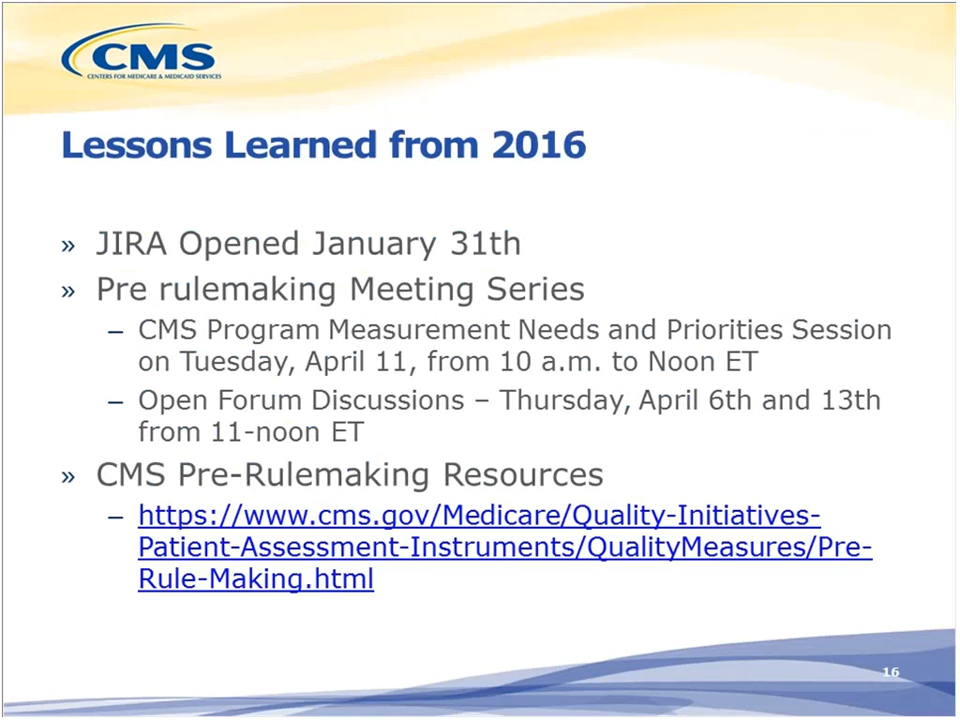 CMS
CENTERS FOR MEDICARE & MEDICAID SERVICES
Lessons Learned from 2016
» JIRA Opened January 31th
» Pre rulemaking Meeting Series
– CMS Program Measurement Needs and Priorities Session
on Tuesday, April 11, from 10 a.m. to Noon ET
– Open Forum Discussions – Thursday, April 6th and 13th
from 11-noon ET
» CMS Pre-Rulemaking Resources
– https://www.cms.gov/Medicare/Quality-Initiatives-
Patient-Assessment-Instruments/QualityMeasures/Pre-
Rule-Making.html
16